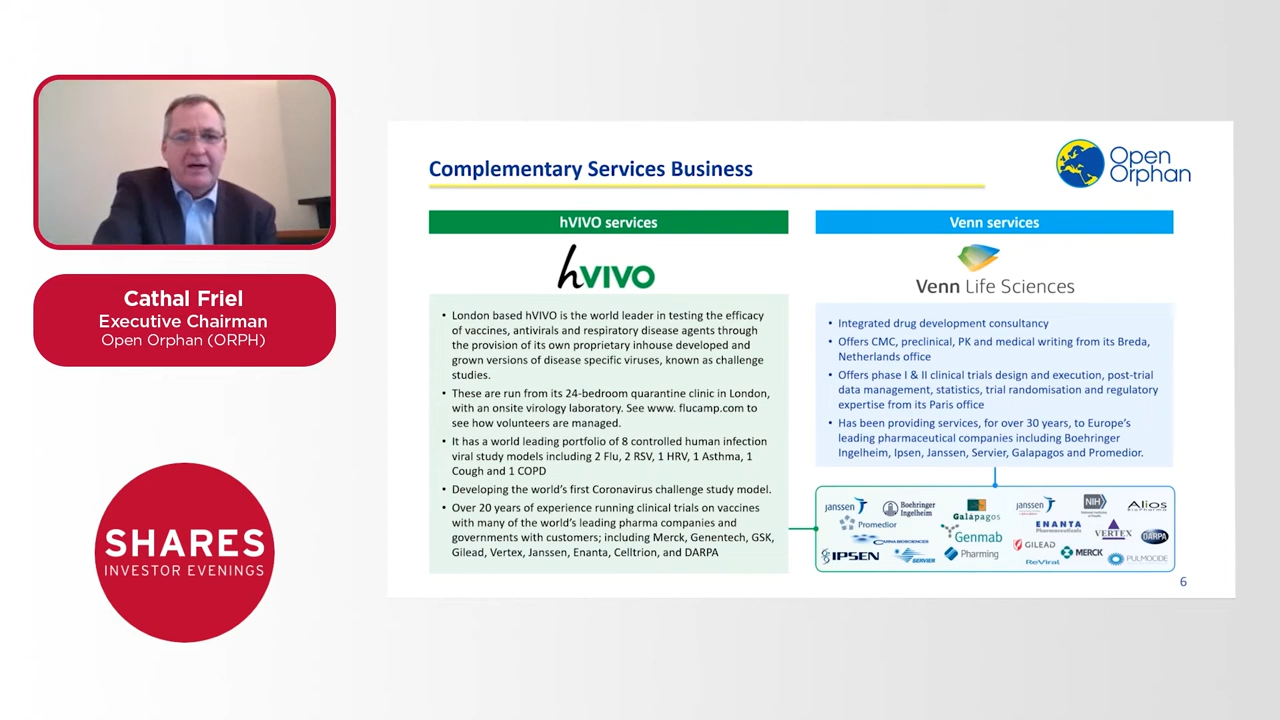 Cathal Friel
Executive Chairman
Open Orphan (ORPH)
SHARES
INVESTOR EVENINGS
Complementary Services Business
Open
Orphan
hVIVO services
hVIVO
• London based hVIVO is the world leader in testing the efficacy
of vaccines, antivirals and respiratory disease agents through
the provision of its own proprietary inhouse developed and
grown versions of disease specific viruses, known as challenge
studies.
• These are run from its 24-bedroom quarantine clinic in London,
with an onsite virology laboratory. See www. flucamp.com to
see how volunteers are managed.
• It has a world leading portfolio of 8 controlled human infection
viral study models including 2 Flu, 2 RSV, 1 HRV, 1 Asthma, 1
Cough and 1 COPD
• Developing the world's first Coronavirus challenge study model.
• Over 20 years of experience running clinical trials on vaccines
with many of the world's leading pharma companies and
governments with customers; including Merck, Genentech, GSK,
Gilead, Vertex, Janssen, Enanta, Celltrion, and DARPA
Venn services
Venn Life Sciences
• Integrated drug development consultancy
• Offers CMC, preclinical, PK and medical writing from its Breda,
Netherlands office
• Offers phase I & II clinical trials design and execution, post-trial
data management, statistics, trial randomisation and regulatory
expertise from its Paris office
• Has been providing services, for over 30 years, to Europe's
leading pharmaceutical companies including Boehringer
Ingelheim, Ipsen, Janssen, Servier, Galapagos and Promedior.
janssen
Boehringer
Ingelheim
Galapagos
janssen
NIH
Alios
Promedior
Genmab
ENANTA
Pharmaceuticals
VERTEX
DARPA
GILEAD
IPSEN
SERVIER
Pharming
ReViral
MERCK
PULMOCIDE
6